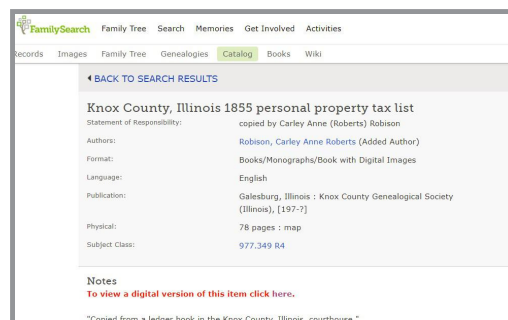 FamilySearch Family Tree Search Memories Get Involved Activities
Records Images Family Tree Genealogies Catalog Books Wiki
BACK TO SEARCH RESULTS
Knox County, Illinois 1855 personal property tax list
Statement of Responsibility: copied by Carley Anne (Roberts) Robison
Authors: Robison, Carley Anne Roberts (Added Author)
Format: Books/Monographs/Book with Digital Images
Language: English
Publication: Galesburg, Illinois : Knox County Genealogical Society
(Illinois), [197-?]
Physical: 78 pages : map
Subject Class: 977.349 R4
Notes
To view a digital version of this item click here.
"Copied from a ledger book in the Knox County, Illinois, courthouse."